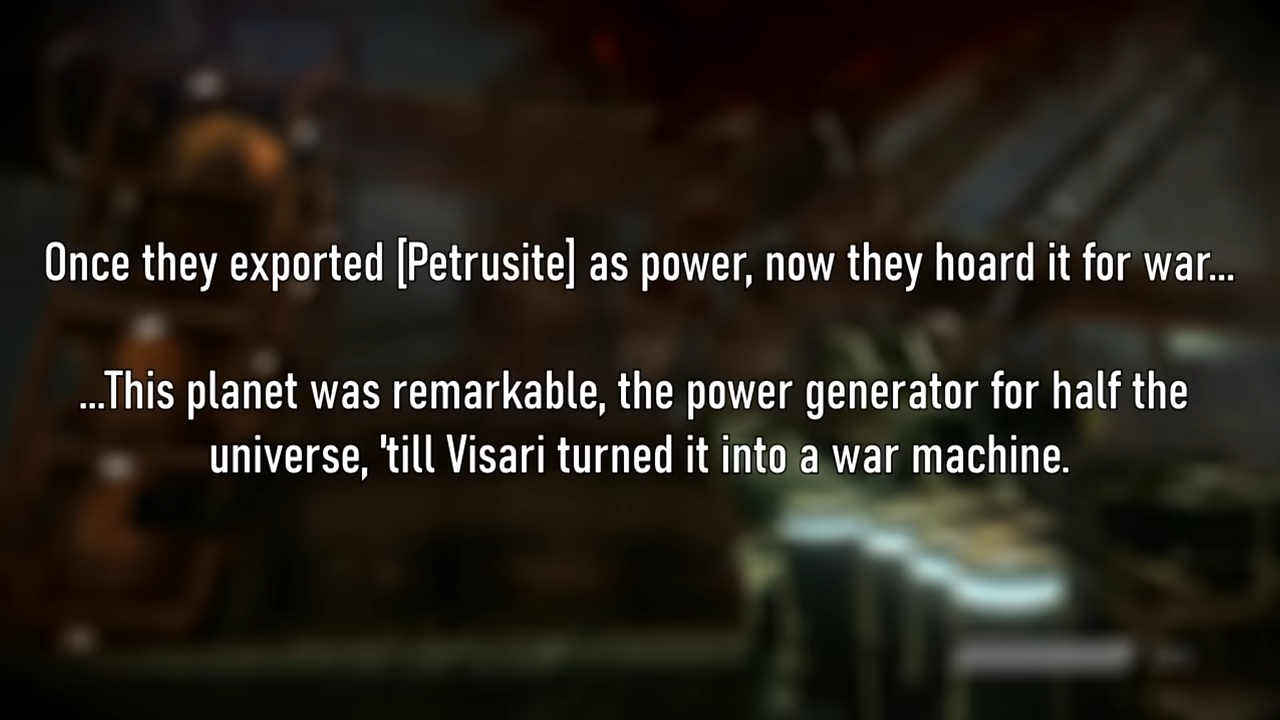 Once they exported [Petrusite] as power, now they hoard it for war...
...This planet was remarkable, the power generator for half the
universe, 'till Visari turned it into a war machine.